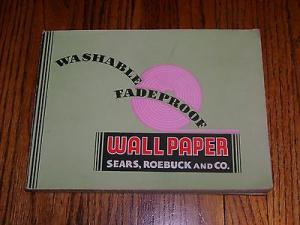 WASHABLE
FADEPROOF
WALL PAPER
SEARS, ROEBUCK AND CO.